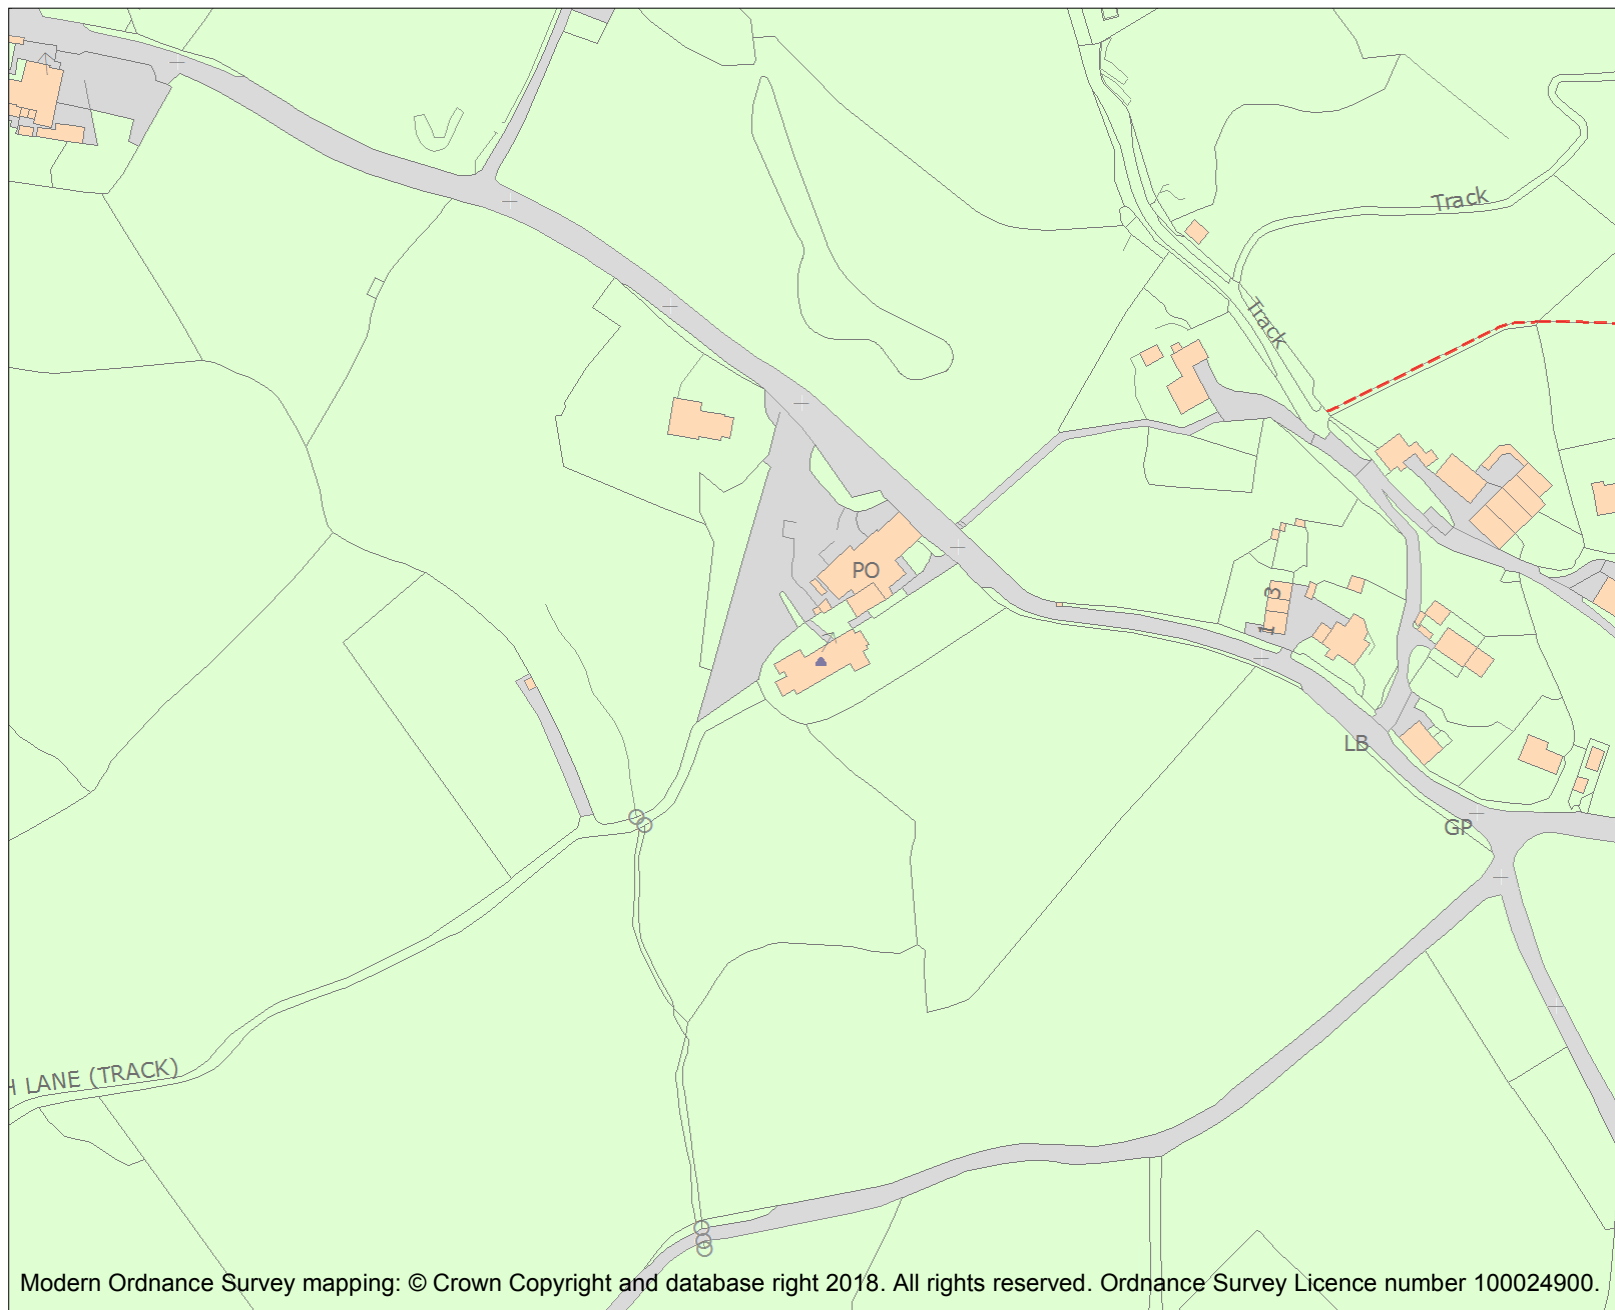 Track
Track
PO
3
1
LB
GP
H LANE (TRACK)
Modern Ordnance Survey mapping: © Crown Copyright and database right 2018. All rights reserved. Ordnance Survey Licence number 100024900.